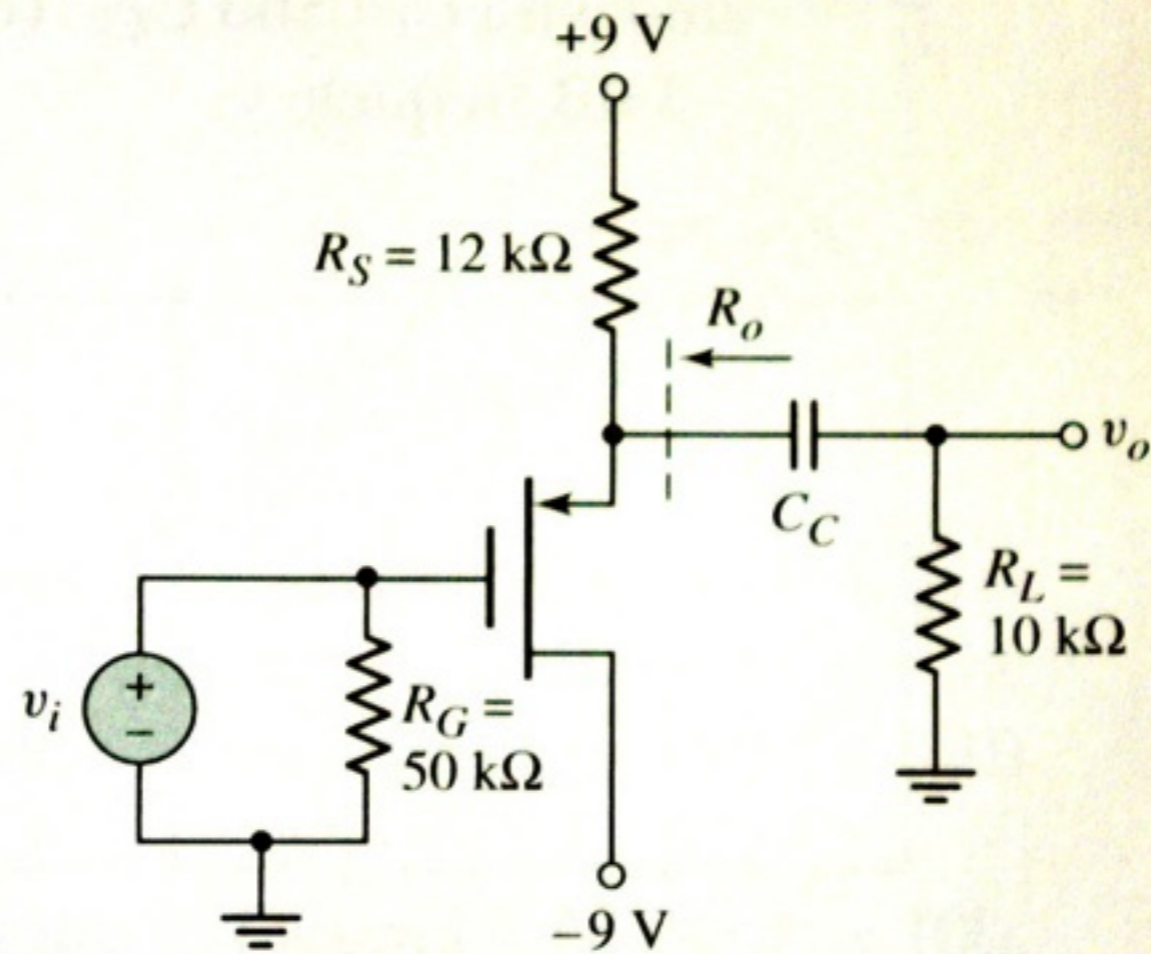 +9 V
R_S = 12 kΩ
R_o
v_o
C_C
R_L =
10 kΩ
v_i
+
−
R_G =
50 kΩ
−9 V